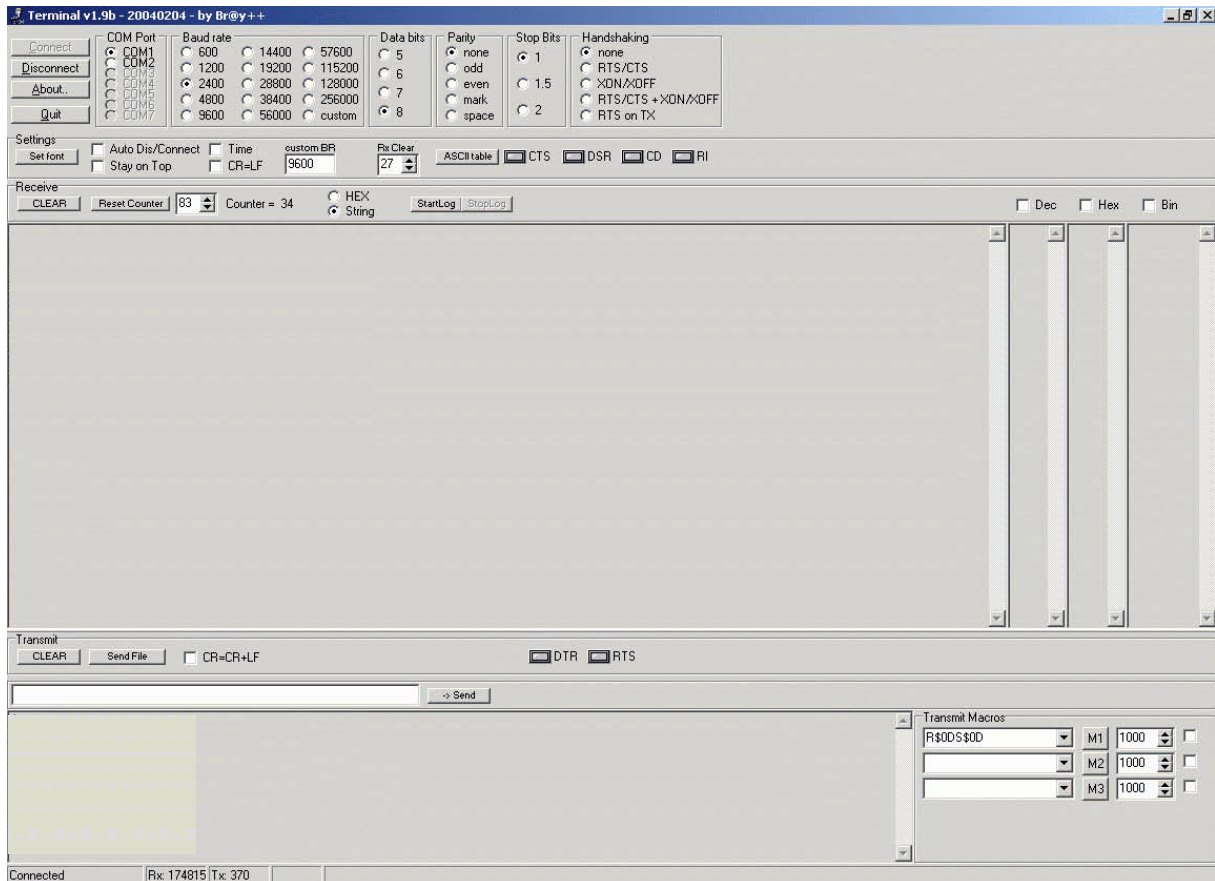 Terminal v1.9b - 20040204 - by Br@y++
Connect
Disconnect
About..
Quit
COM Port
COM1
COM2
COM3
COM4
COM5
COM6
COM7
Baud rate
600 14400 57600
1200 19200 115200
2400 28800 128000
4800 38400 256000
9600 56000 custom
Data bits
5
6
7
8
Parity
none
odd
even
mark
space
Stop Bits
1
1.5
2
Handshaking
none
RTS/CTS
XON/XOFF
RTS/CTS + XON/XOFF
RTS on TX
Settings
Set font
Auto Dis/Connect Time
Stay on Top CR=LF
custom BR
9600
Rx Clear
27
ASCII table CTS DSR CD RI
Receive
CLEAR Reset Counter 83 Counter = 34
HEX
String
StartLog StopLog
Dec Hex Bin
Transmit
CLEAR Send File CR=CR+LF DTR RTS
-> Send
Transmit Macros
R$0DS$0D M1 1000
M2 1000
M3 1000
Connected Rx: 174815 Tx: 370